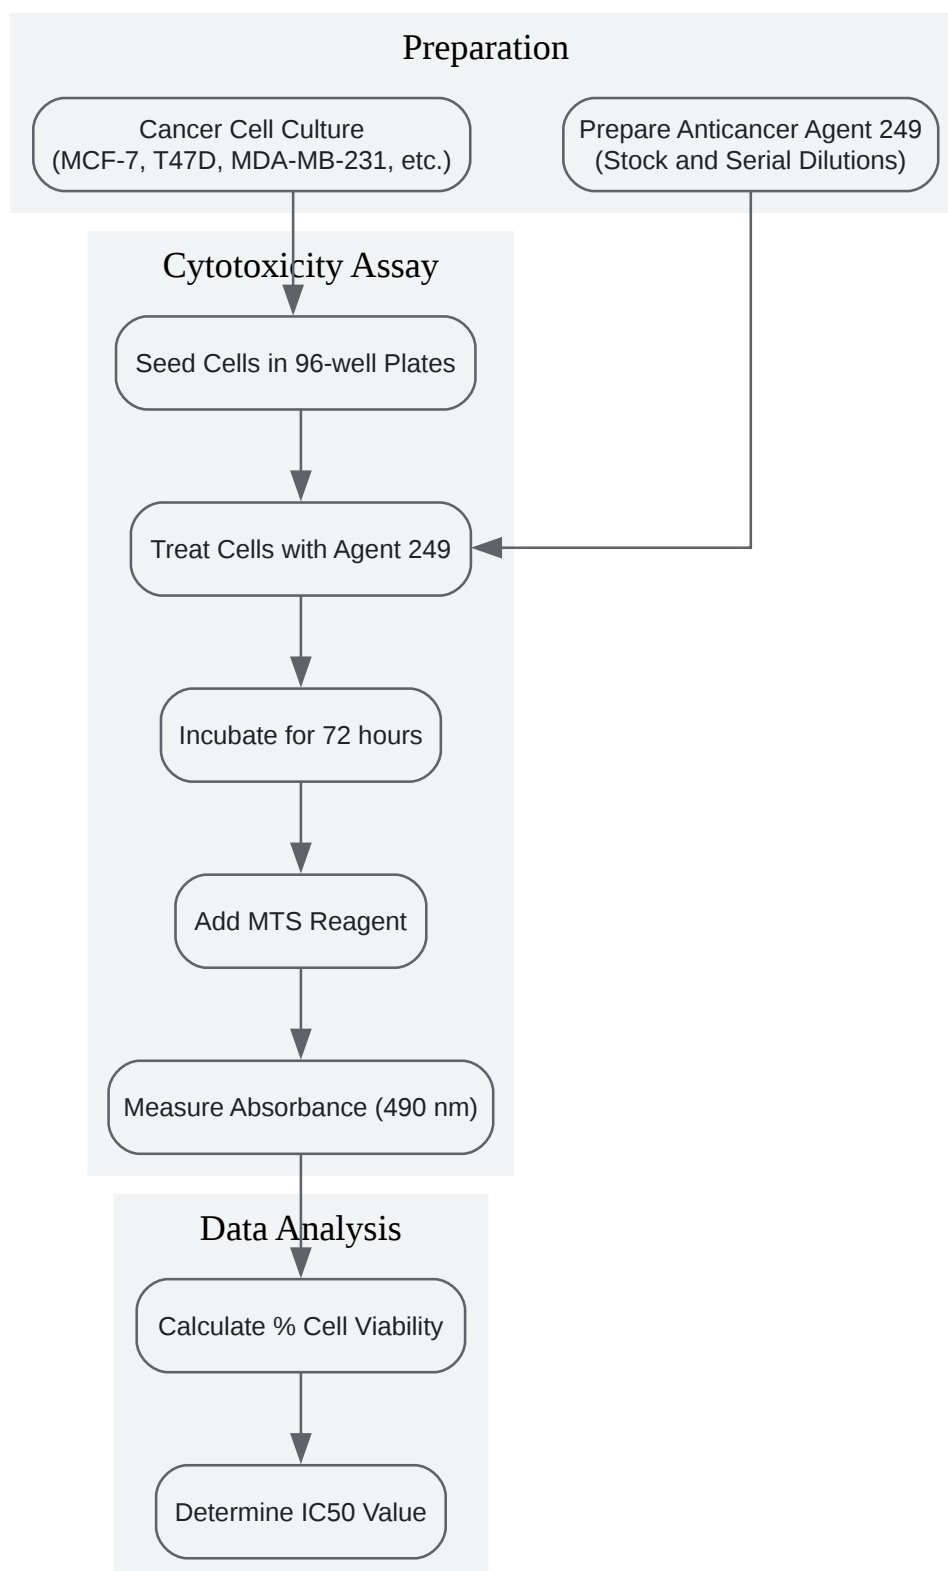 Preparation
Cancer Cell Culture
(MCF-7, T47D, MDA-MB-231, etc.)
Prepare Anticancer Agent 249
(Stock and Serial Dilutions)
Cytotoxicity Assay
Seed Cells in 96-well Plates
Treat Cells with Agent 249
Incubate for 72 hours
Add MTS Reagent
Measure Absorbance (490 nm)
Data Analysis
Calculate % Cell Viability
Determine IC50 Value